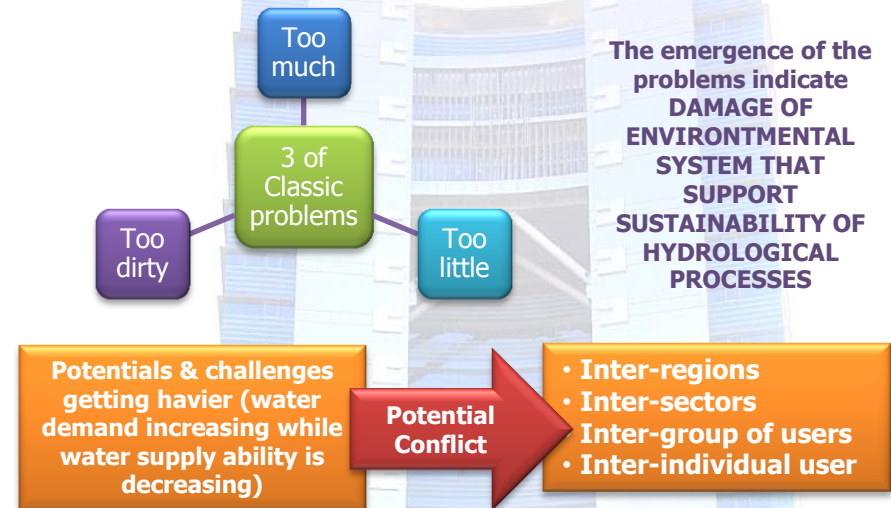 Too
much
3 of
Classic
problems
Too
dirty
Too
little
The emergence of the
problems indicate
DAMAGE OF
ENVIRONTMENTAL
SYSTEM THAT
SUPPORT
SUSTAINABILITY OF
HYDROLOGICAL
PROCESSES
Potentials & challenges
getting havier (water
demand increasing while
water supply ability is
decreasing)
Potential
Conflict
• Inter-regions
• Inter-sectors
• Inter-group of users
• Inter-individual user